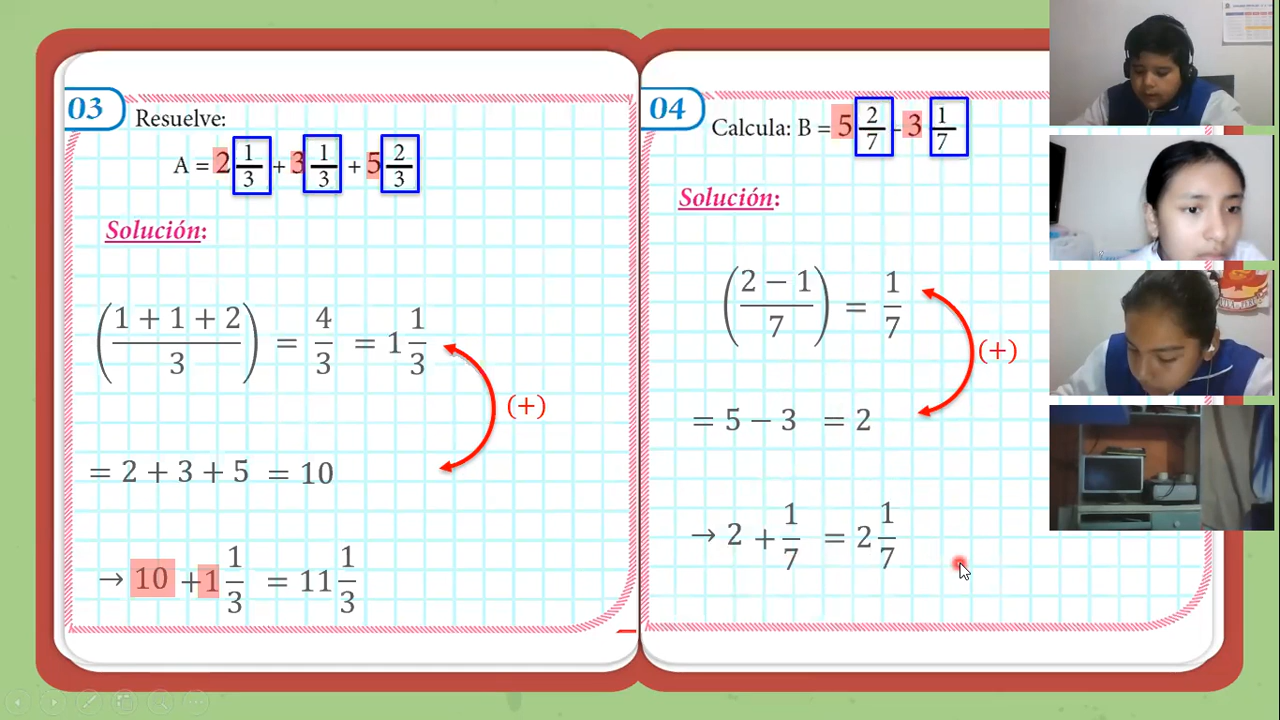 03
Resuelve:
A = 2 1/3 + 3 1/3 + 5 2/3
Solución:
((1 + 1 + 2)/3) = 4/3 = 1 1/3
(+)
= 2 + 3 + 5 = 10
→ 10 + 1 1/3 = 11 1/3
04
Calcula: B = 5 2/7 - 3 1/7
Solución:
((2 − 1)/7) = 1/7
(+)
= 5 − 3 = 2
→ 2 + 1/7 = 2 1/7